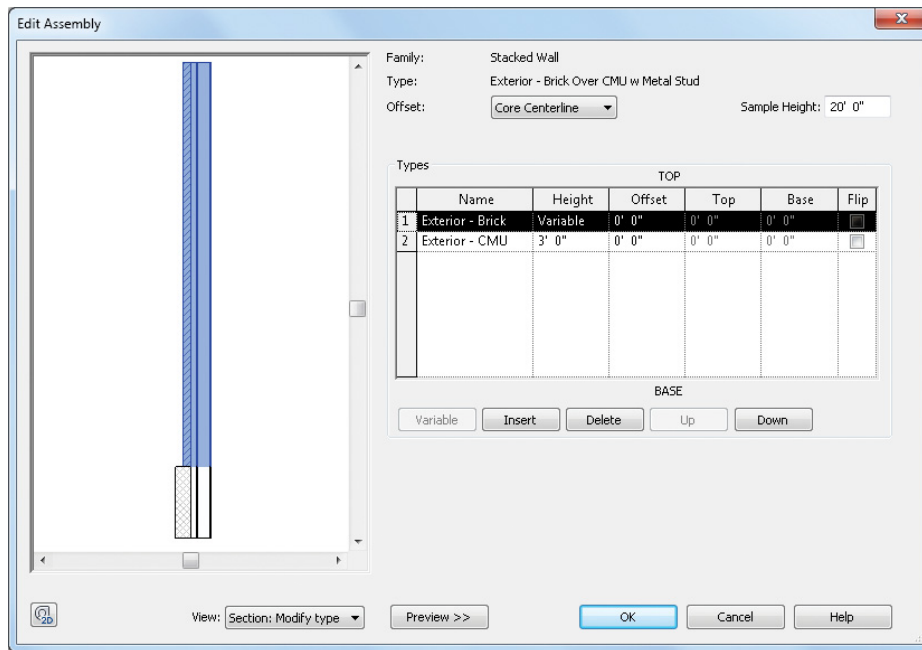 Edit Assembly
Family: Stacked Wall
Type: Exterior - Brick Over CMU w Metal Stud
Offset: Core Centerline Sample Height: 20' 0"
Types
TOP
Name Height Offset Top Base Flip
1 Exterior - Brick Variable 0' 0" 0' 0" 0' 0"
2 Exterior - CMU 3' 0" 0' 0" 0' 0" 0' 0"
BASE
Variable Insert Delete Up Down
2D View: Section: Modify type Preview >> OK Cancel Help